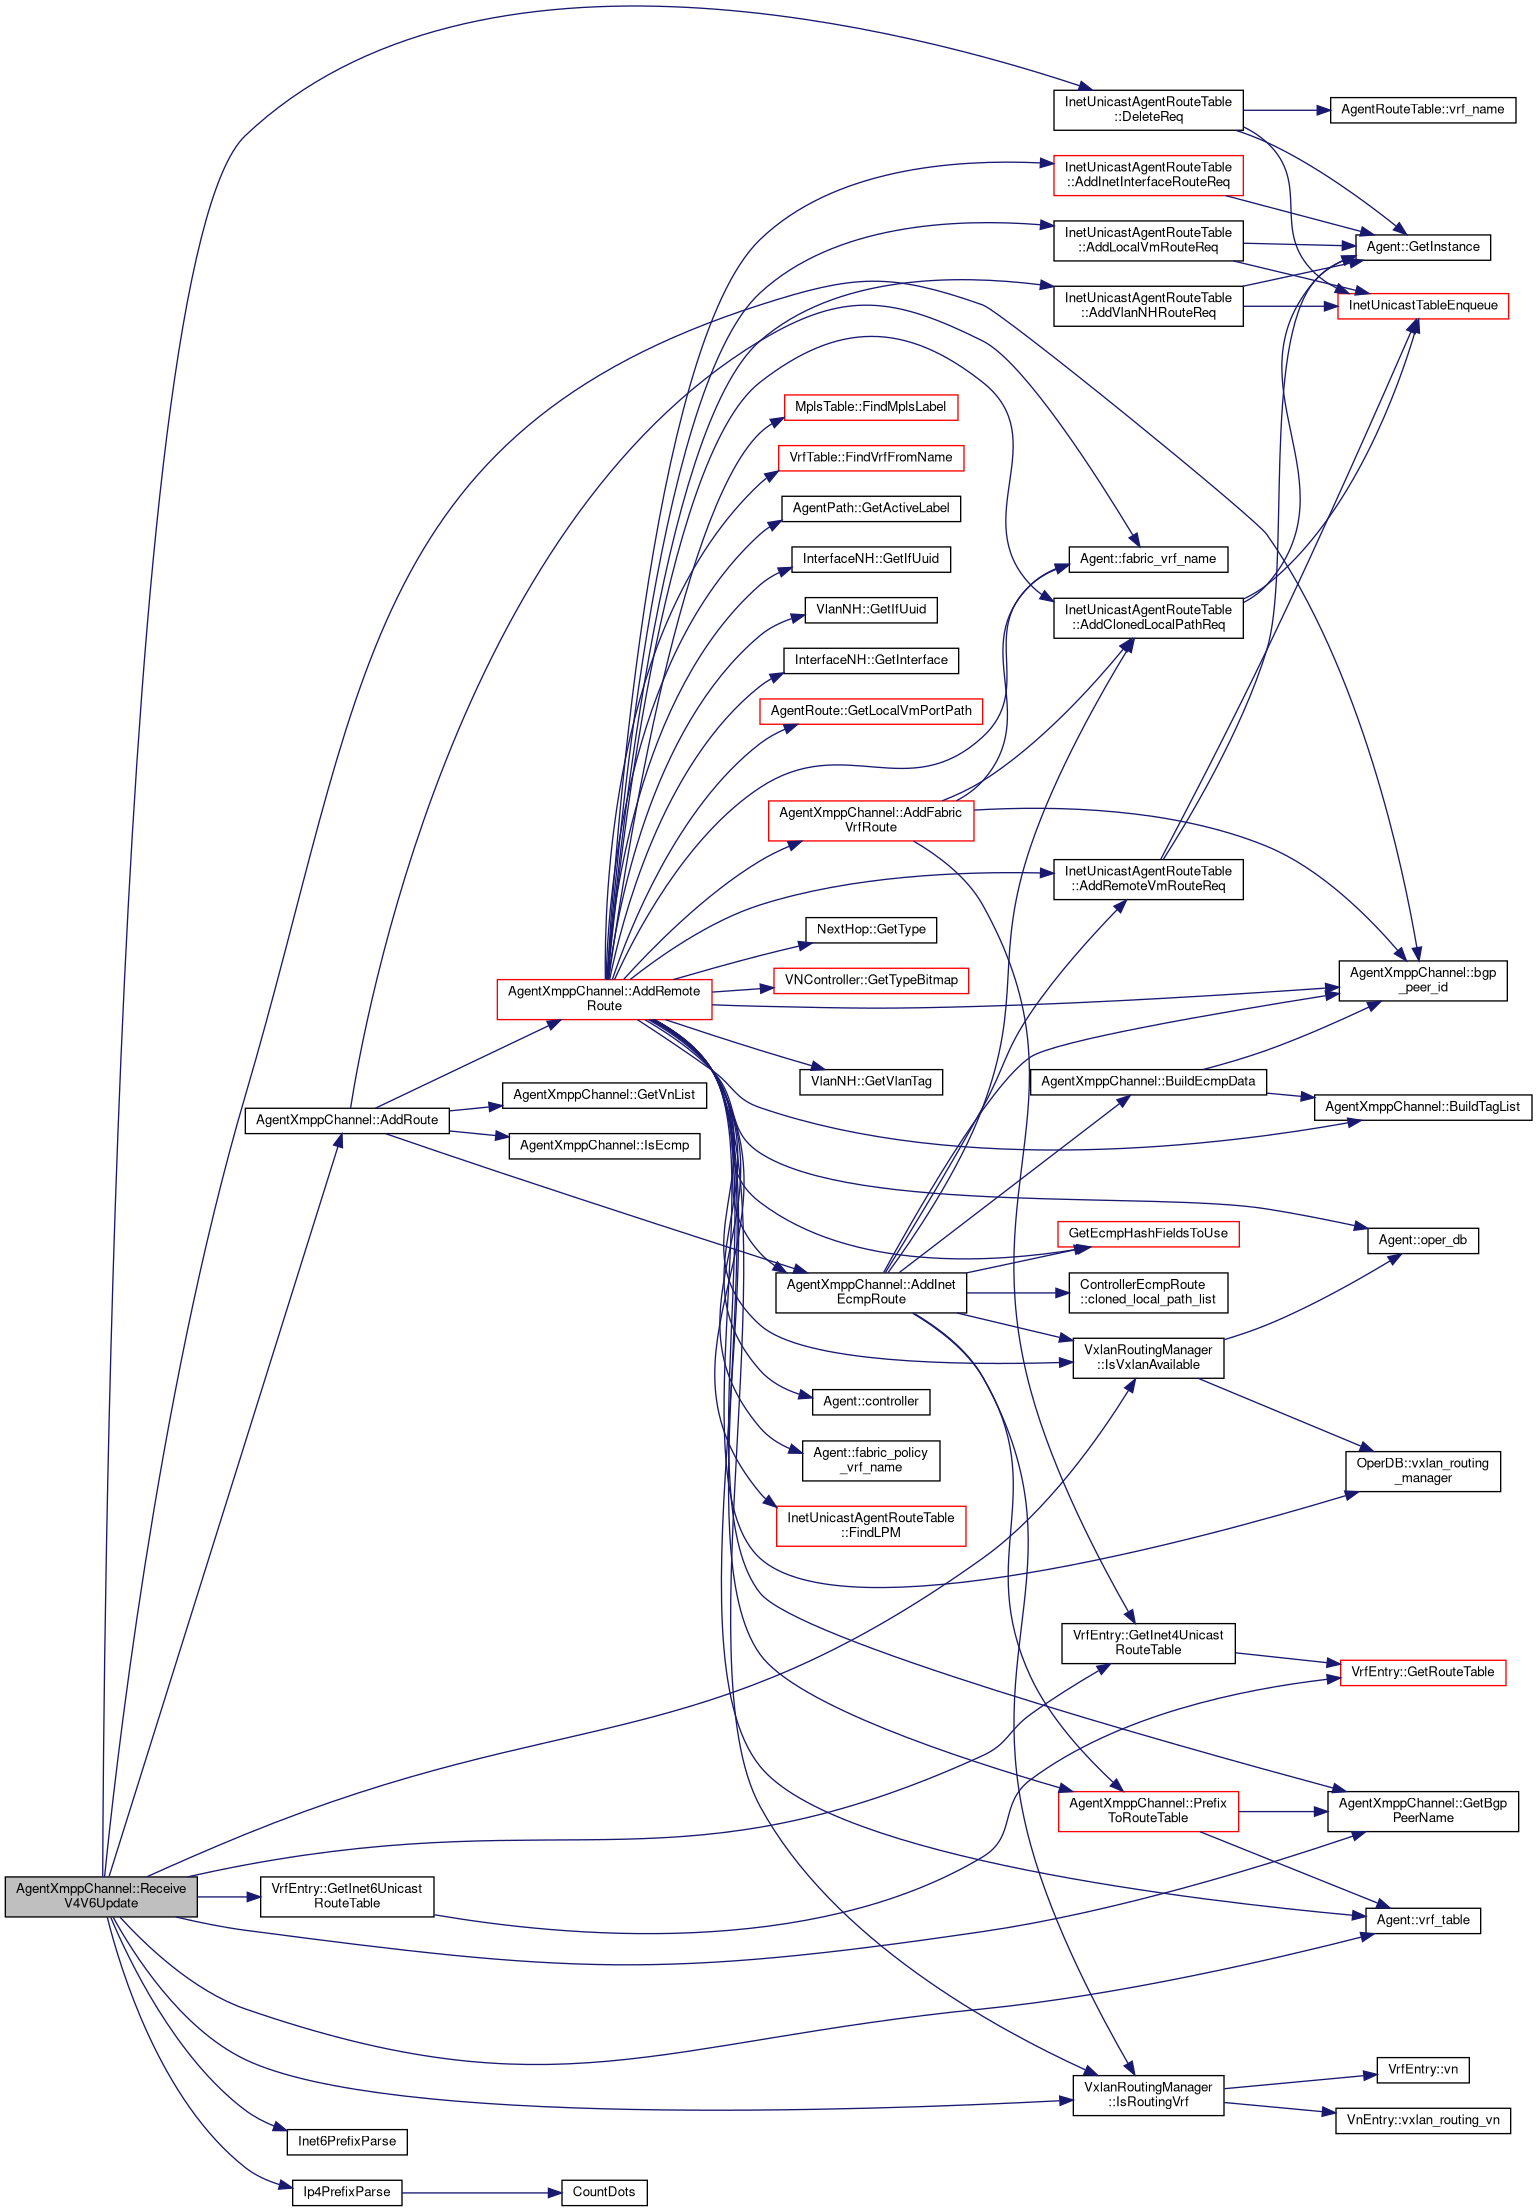 InetUnicastAgentRouteTable
::DeleteReq
AgentRouteTable::vrf_name
InetUnicastAgentRouteTable
::AddInetInterfaceRouteReq
InetUnicastAgentRouteTable
::AddLocalVmRouteReq
Agent::GetInstance
InetUnicastAgentRouteTable
::AddVlanNHRouteReq
InetUnicastTableEnqueue
MplsTable::FindMplsLabel
VrfTable::FindVrfFromName
AgentPath::GetActiveLabel
InterfaceNH::GetIfUuid
Agent::fabric_vrf_name
VlanNH::GetIfUuid
InetUnicastAgentRouteTable
::AddClonedLocalPathReq
InterfaceNH::GetInterface
AgentRoute::GetLocalVmPortPath
AgentXmppChannel::AddFabric
VrfRoute
InetUnicastAgentRouteTable
::AddRemoteVmRouteReq
NextHop::GetType
VNController::GetTypeBitmap
AgentXmppChannel::bgp
_peer_id
AgentXmppChannel::AddRemote
Route
VlanNH::GetVlanTag
AgentXmppChannel::BuildEcmpData
AgentXmppChannel::GetVnList
AgentXmppChannel::BuildTagList
AgentXmppChannel::AddRoute
AgentXmppChannel::IsEcmp
GetEcmpHashFieldsToUse
Agent::oper_db
AgentXmppChannel::AddInet
EcmpRoute
ControllerEcmpRoute
::cloned_local_path_list
VxlanRoutingManager
::IsVxlanAvailable
Agent::controller
Agent::fabric_policy
_vrf_name
OperDB::vxlan_routing
_manager
InetUnicastAgentRouteTable
::FindLPM
VrfEntry::GetInet4Unicast
RouteTable
VrfEntry::GetRouteTable
AgentXmppChannel::Prefix
ToRouteTable
AgentXmppChannel::GetBgp
PeerName
AgentXmppChannel::Receive
V4V6Update
VrfEntry::GetInet6Unicast
RouteTable
Agent::vrf_table
VxlanRoutingManager
::IsRoutingVrf
VrfEntry::vn
VnEntry::vxlan_routing_vn
Inet6PrefixParse
Ip4PrefixParse
CountDots